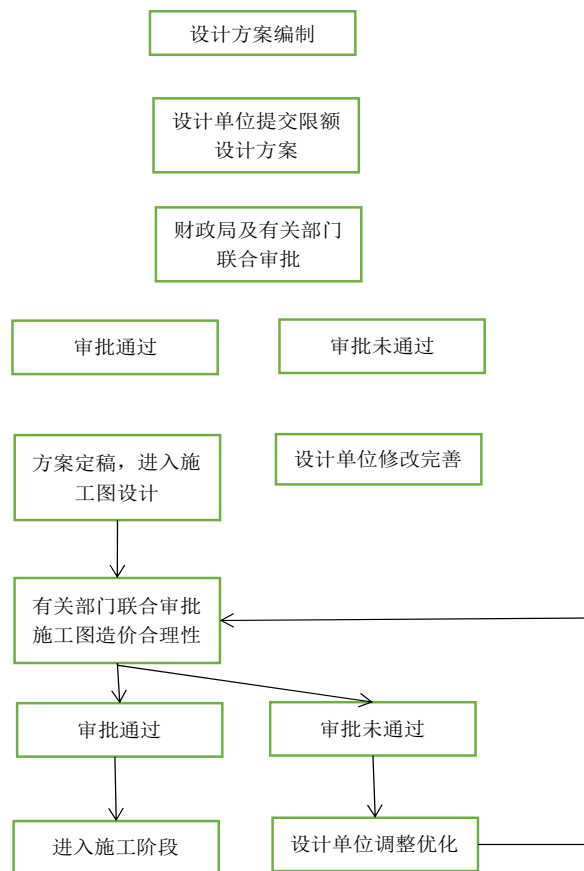 设计方案编制
设计单位提交限额
设计方案
财政局及有关部门
联合审批
审批通过
审批未通过
方案定稿，进入施
工图设计
设计单位修改完善
有关部门联合审批
施工图造价合理性
审批通过
审批未通过
进入施工阶段
设计单位调整优化